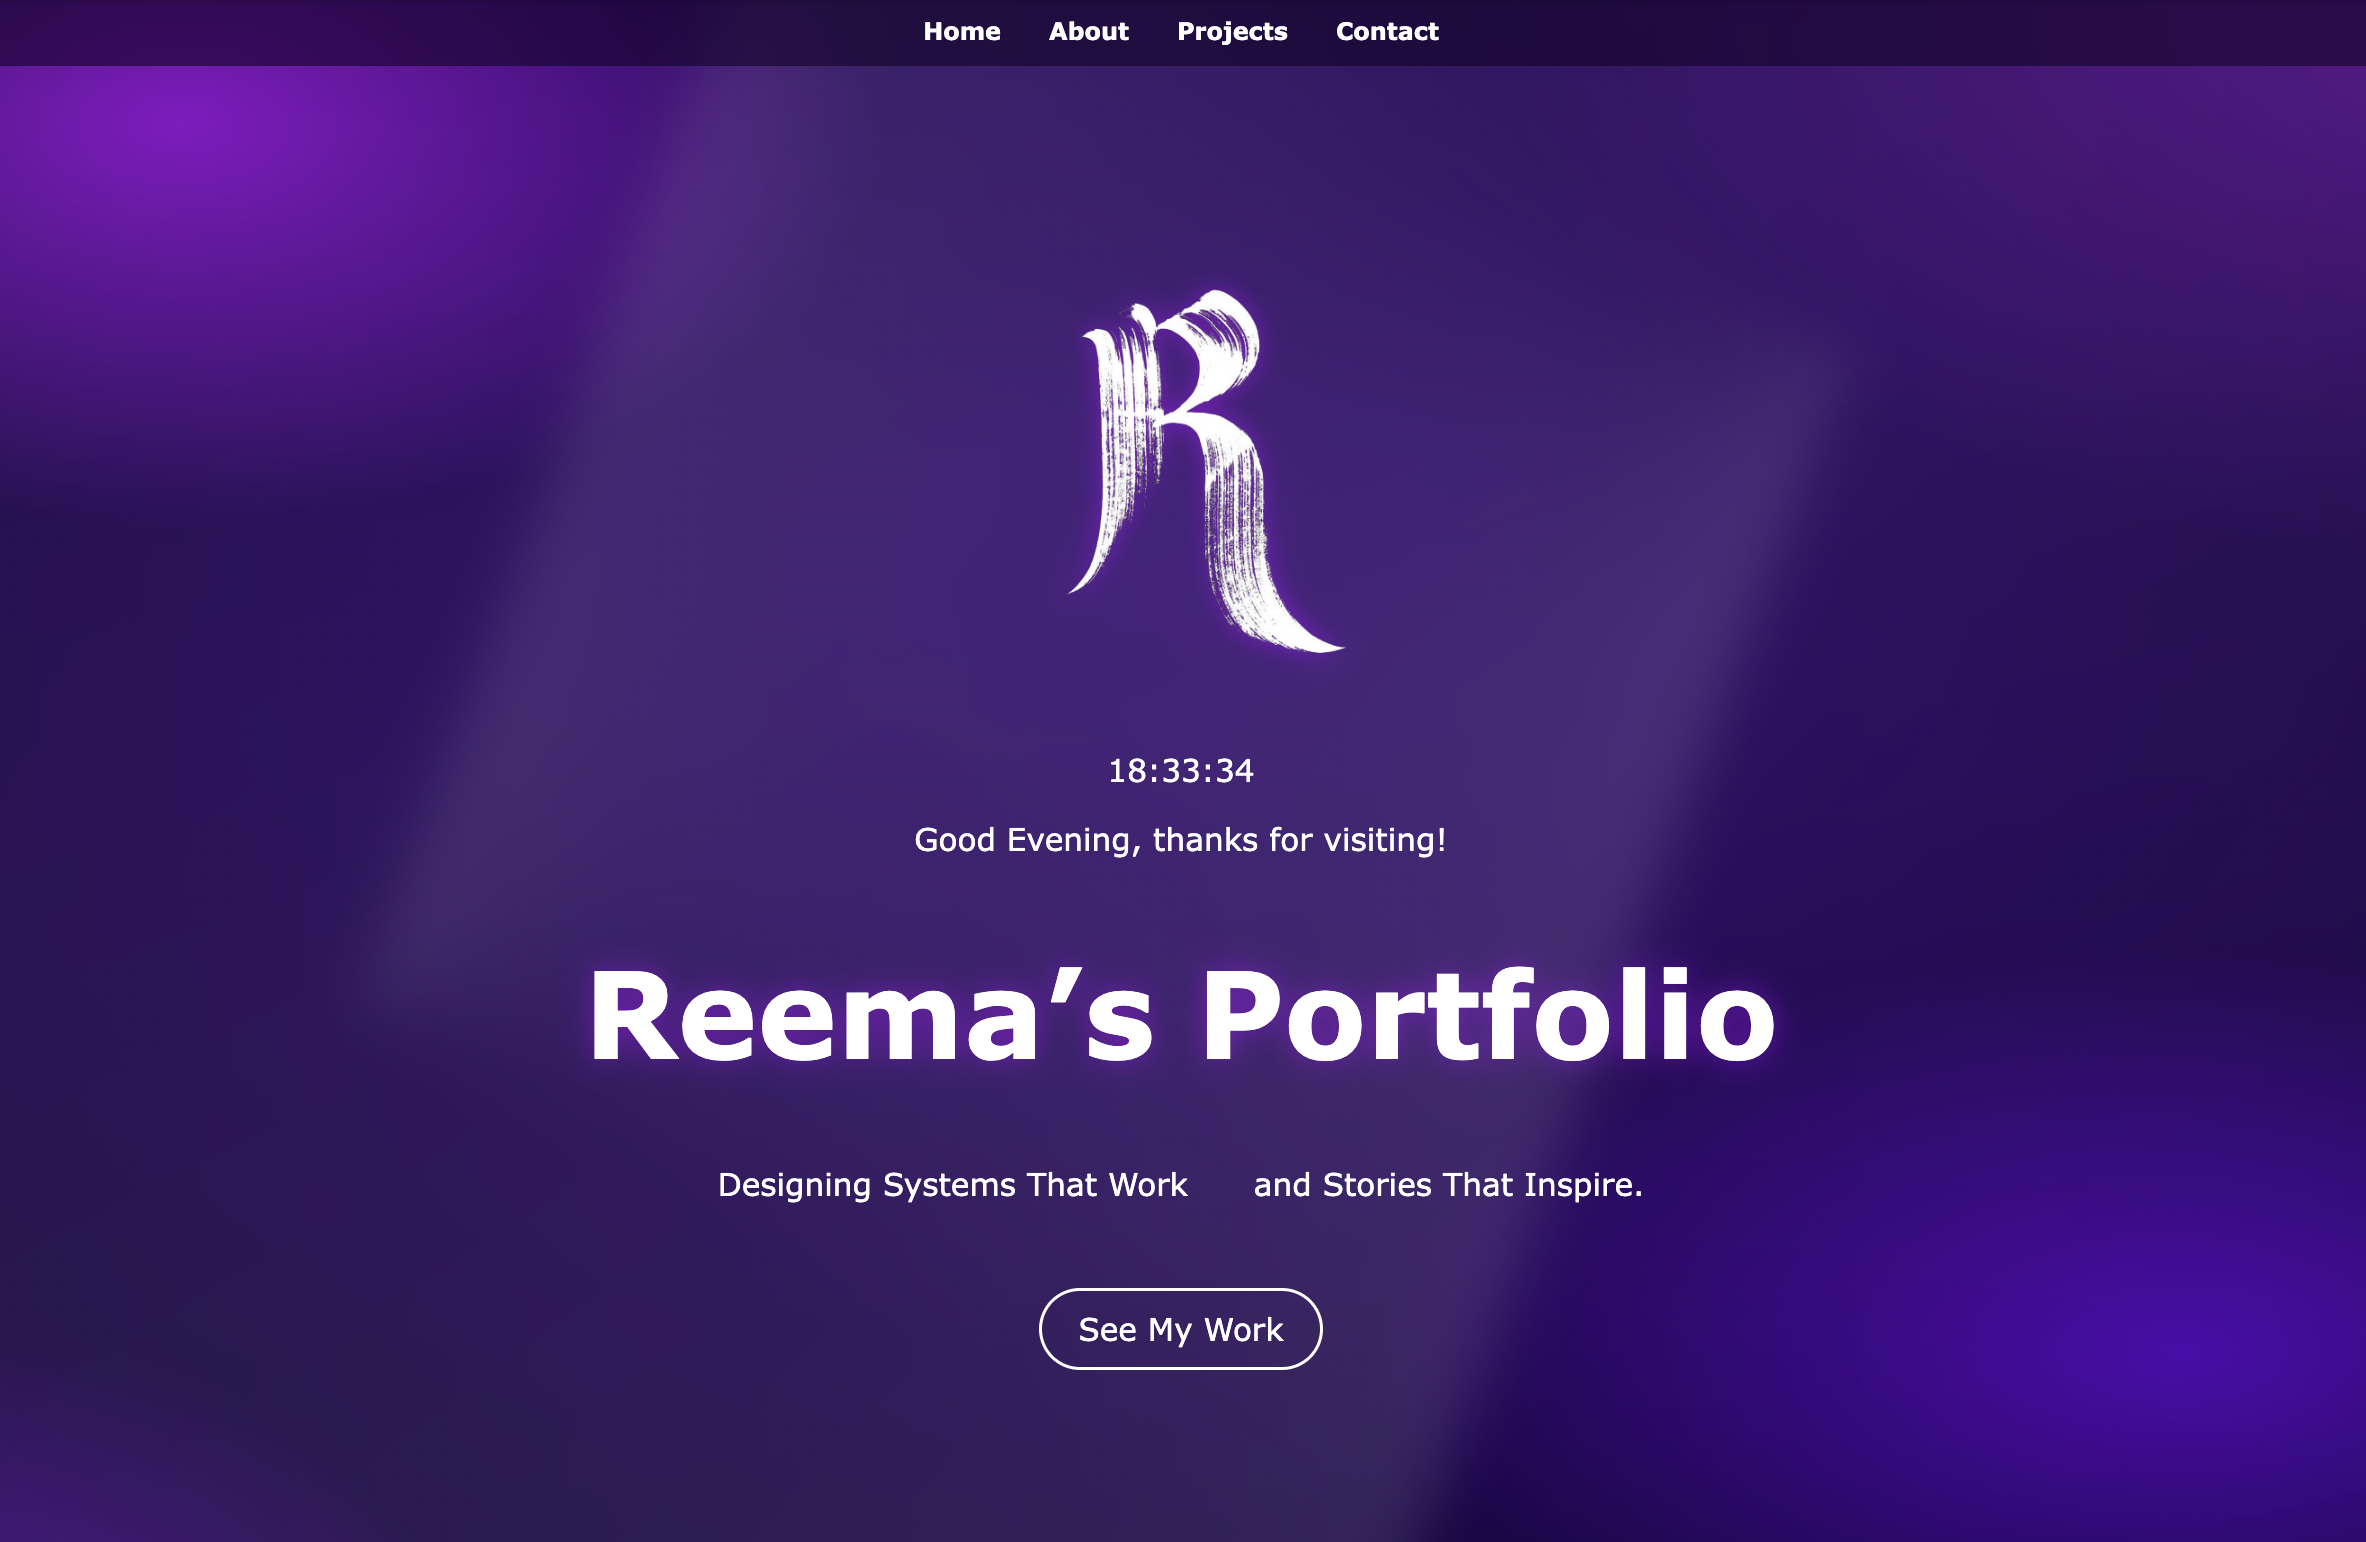 Home About Projects Contact
R
18:33:34
Good Evening, thanks for visiting!
Reema’s Portfolio
Designing Systems That Work and Stories That Inspire.
See My Work